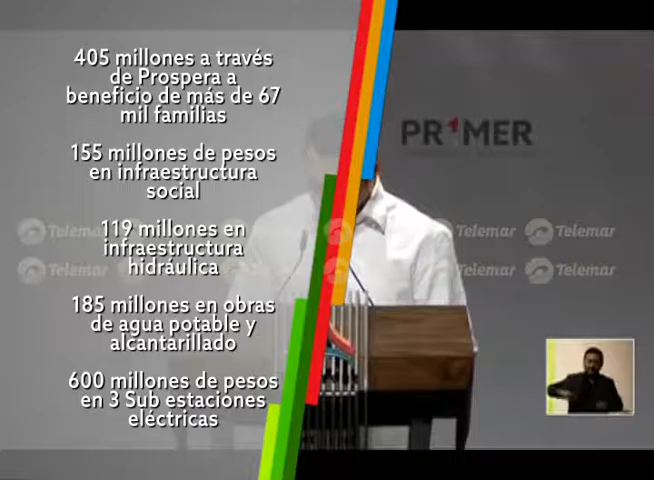 405 millones a través
de Prospera a
beneficio de más de 67
mil familias
155 millones de pesos
en infraestructura
social
119 millones en
infraestructura
hidráulica
185 millones en obras
de agua potable y
alcantarillado
600 millones de pesos
en 3 Sub estaciones
eléctricas
PR1MER
Telemar Telemar Telemar
Telemar Telemar Telemar